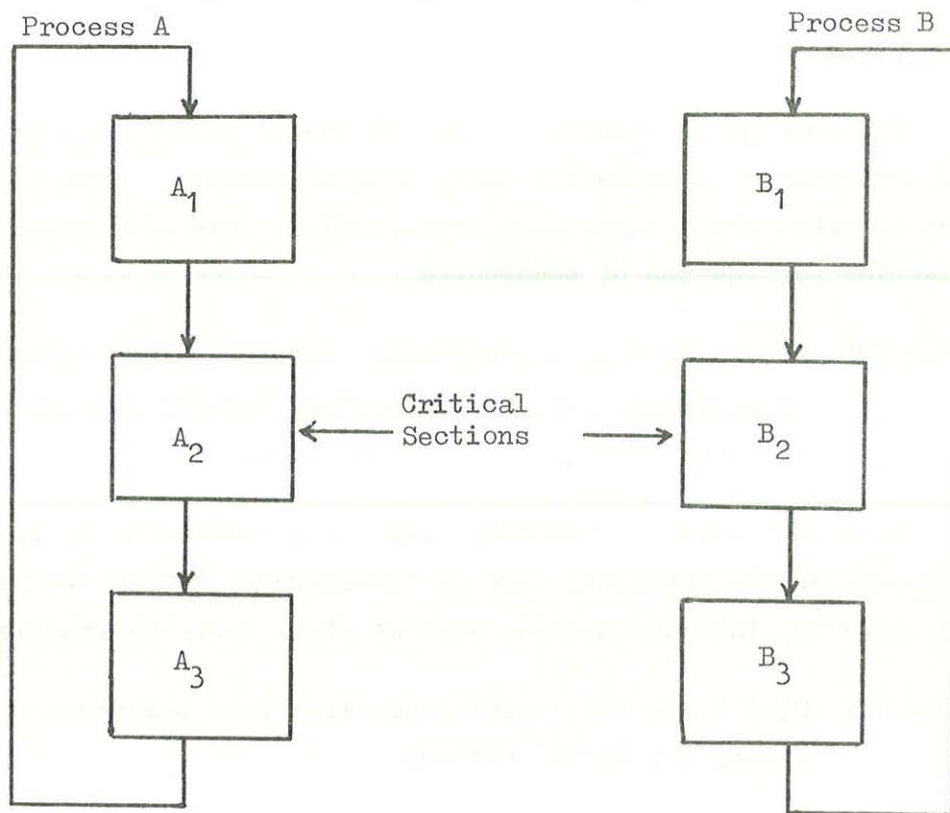 Process A
Process B
A1
B1
A2
Critical
Sections
B2
A3
B3